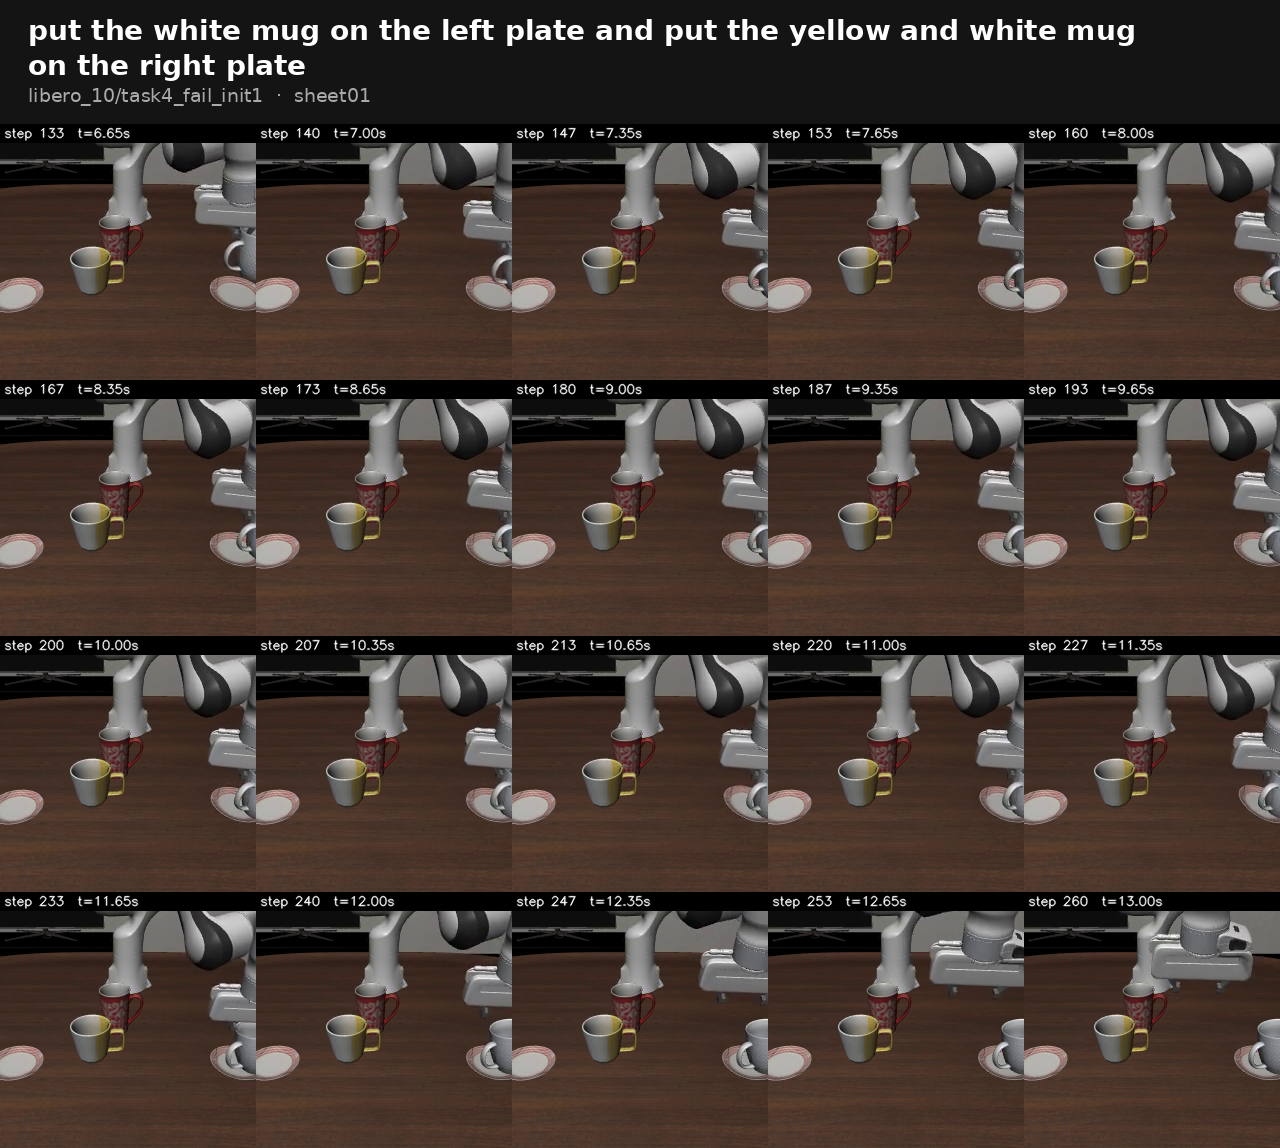 put the white mug on the left plate and put the yellow and white mug
on the right plate
libero_10/task4_fail_init1 · sheet01
step 133 t=6.65s
step 140 t=7.00s
step 147 t=7.35s
step 153 t=7.65s
step 160 t=8.00s
step 167 t=8.35s
step 173 t=8.65s
step 180 t=9.00s
step 187 t=9.35s
step 193 t=9.65s
step 200 t=10.00s
step 207 t=10.35s
step 213 t=10.65s
step 220 t=11.00s
step 227 t=11.35s
step 233 t=11.65s
step 240 t=12.00s
step 247 t=12.35s
step 253 t=12.65s
step 260 t=13.00s